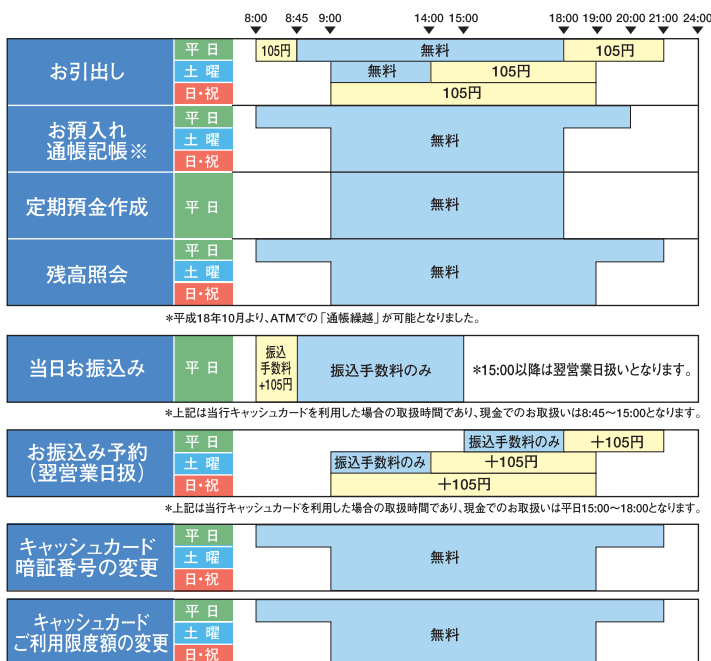 8:00 8:45 9:00 14:00 15:00 18:00 19:00 20:00 21:00 24:00
お引出し
平 日 105円 無料 105円
土 曜 無料 105円
日・祝 105円
お預入れ
通帳記帳※
平 日
土 曜 無料
日・祝
定期預金作成 平 日 無料
残高照会
平 日
土 曜 無料
日・祝
*平成18年10月より、ATMでの「通帳繰越」が可能となりました。
当日お振込み 平 日
振込
手数料
+105円
振込手数料のみ *15:00以降は翌営業日扱いとなります。
*上記は当行キャッシュカードを利用した場合の取扱時間であり、現金でのお取扱いは8:45〜15:00となります。
お振込み予約
(翌営業日扱)
平 日 振込手数料のみ +105円
土 曜 振込手数料のみ +105円
日・祝 +105円
*上記は当行キャッシュカードを利用した場合の取扱時間であり、現金でのお取扱いは平日15:00〜18:00となります。
キャッシュカード
暗証番号の変更
平 日
土 曜 無料
日・祝
キャッシュカード
ご利用限度額の変更
平 日
土 曜 無料
日・祝